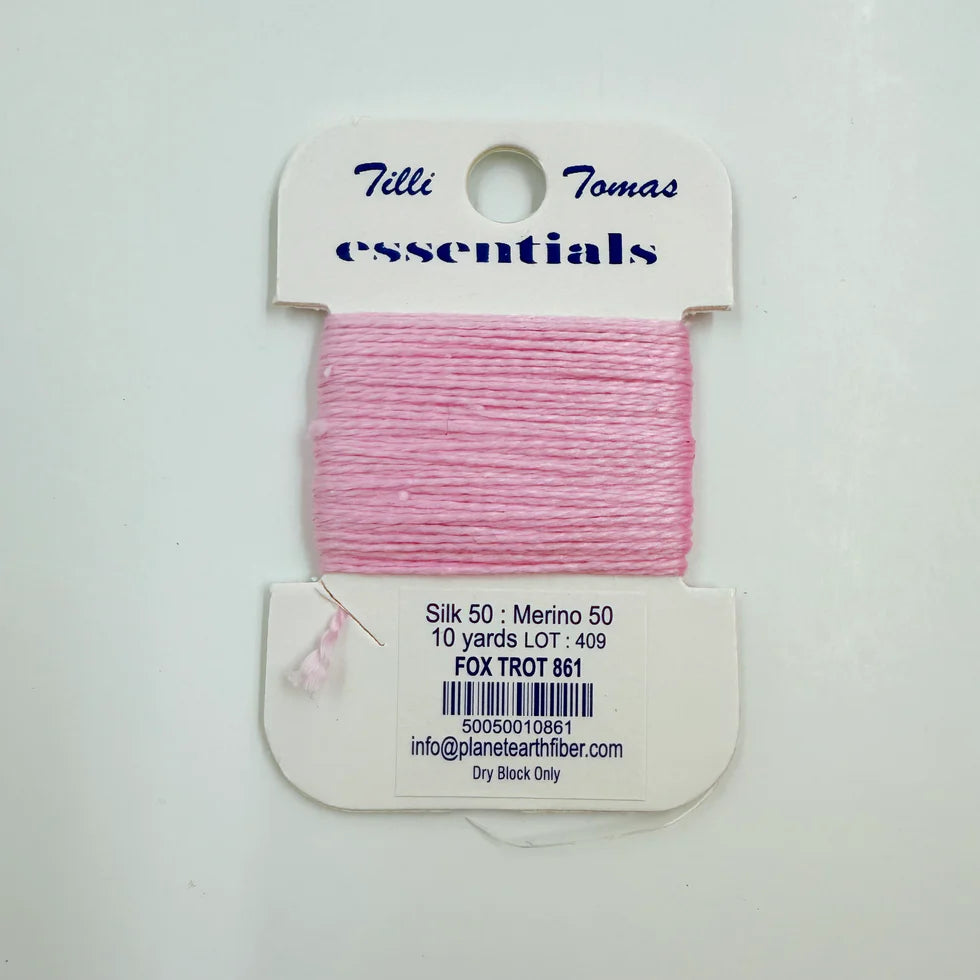 Tilli Tomas
essentials
Silk 50 : Merino 50
10 yards LOT : 409
FOX TROT 861
50050010861
info@planetearthfiber.com
Dry Block Only